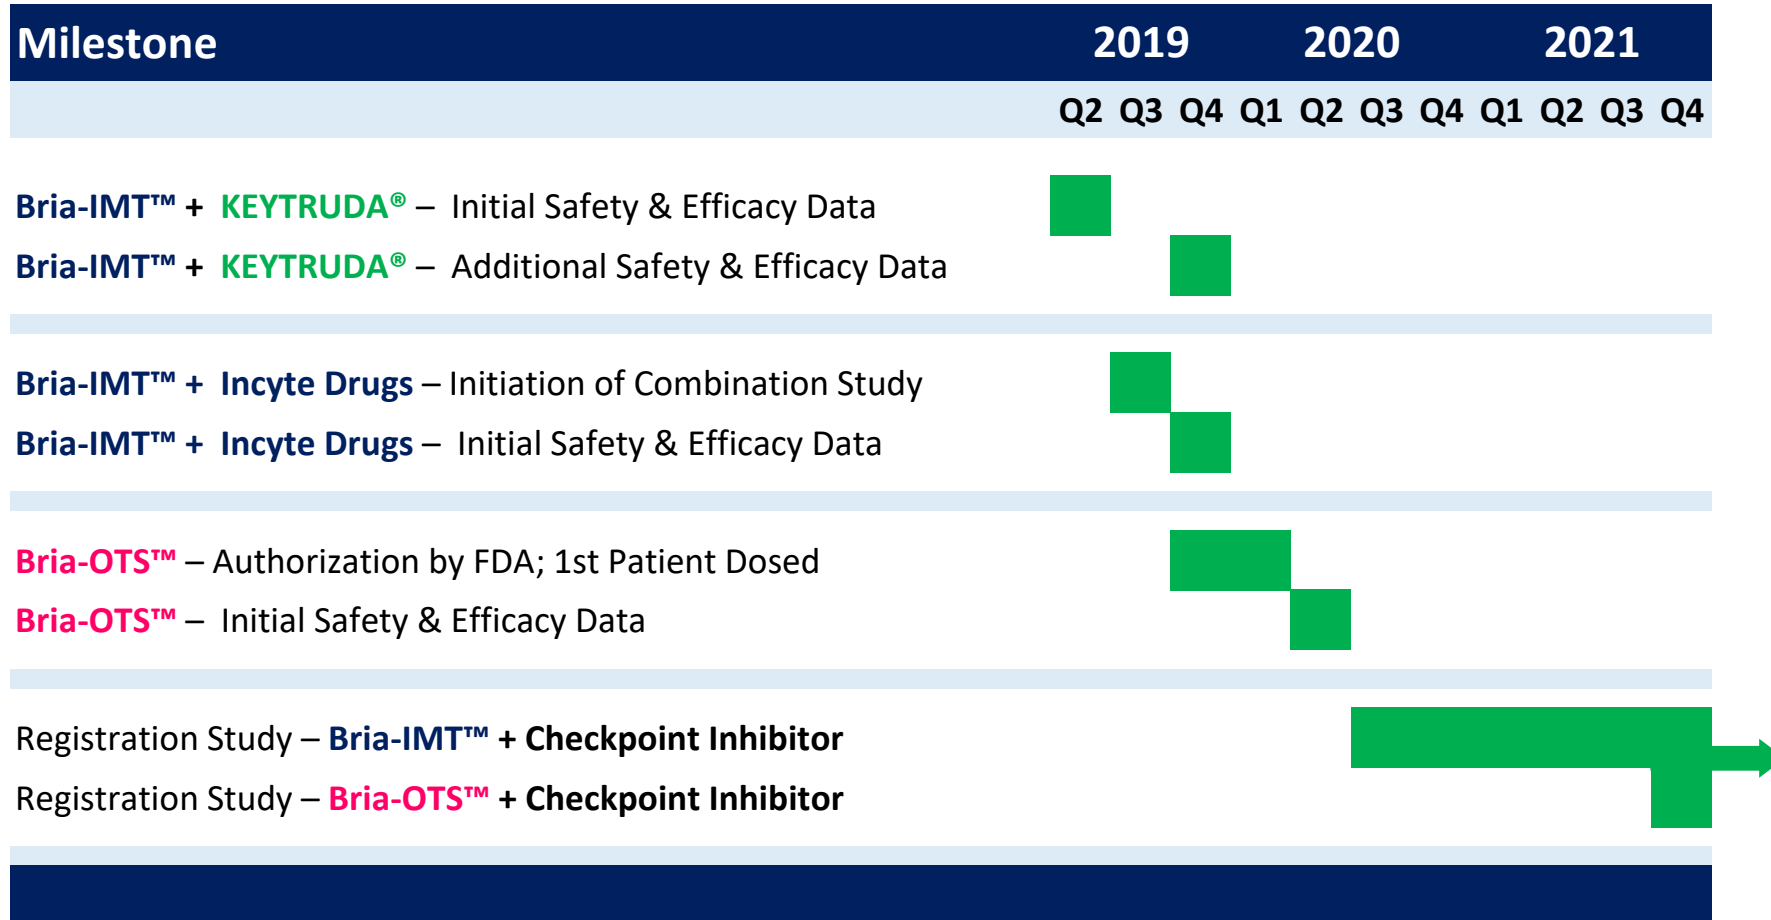 Milestone 2019 2020 2021
Q2 Q3 Q4 Q1 Q2 Q3 Q4 Q1 Q2 Q3 Q4
Bria-IMT™ + KEYTRUDA® – Initial Safety & Efficacy Data
Bria-IMT™ + KEYTRUDA® – Additional Safety & Efficacy Data
Bria-IMT™ + Incyte Drugs – Initiation of Combination Study
Bria-IMT™ + Incyte Drugs – Initial Safety & Efficacy Data
Bria-OTS™ – Authorization by FDA; 1st Patient Dosed
Bria-OTS™ – Initial Safety & Efficacy Data
Registration Study – Bria-IMT™ + Checkpoint Inhibitor
Registration Study – Bria-OTS™ + Checkpoint Inhibitor